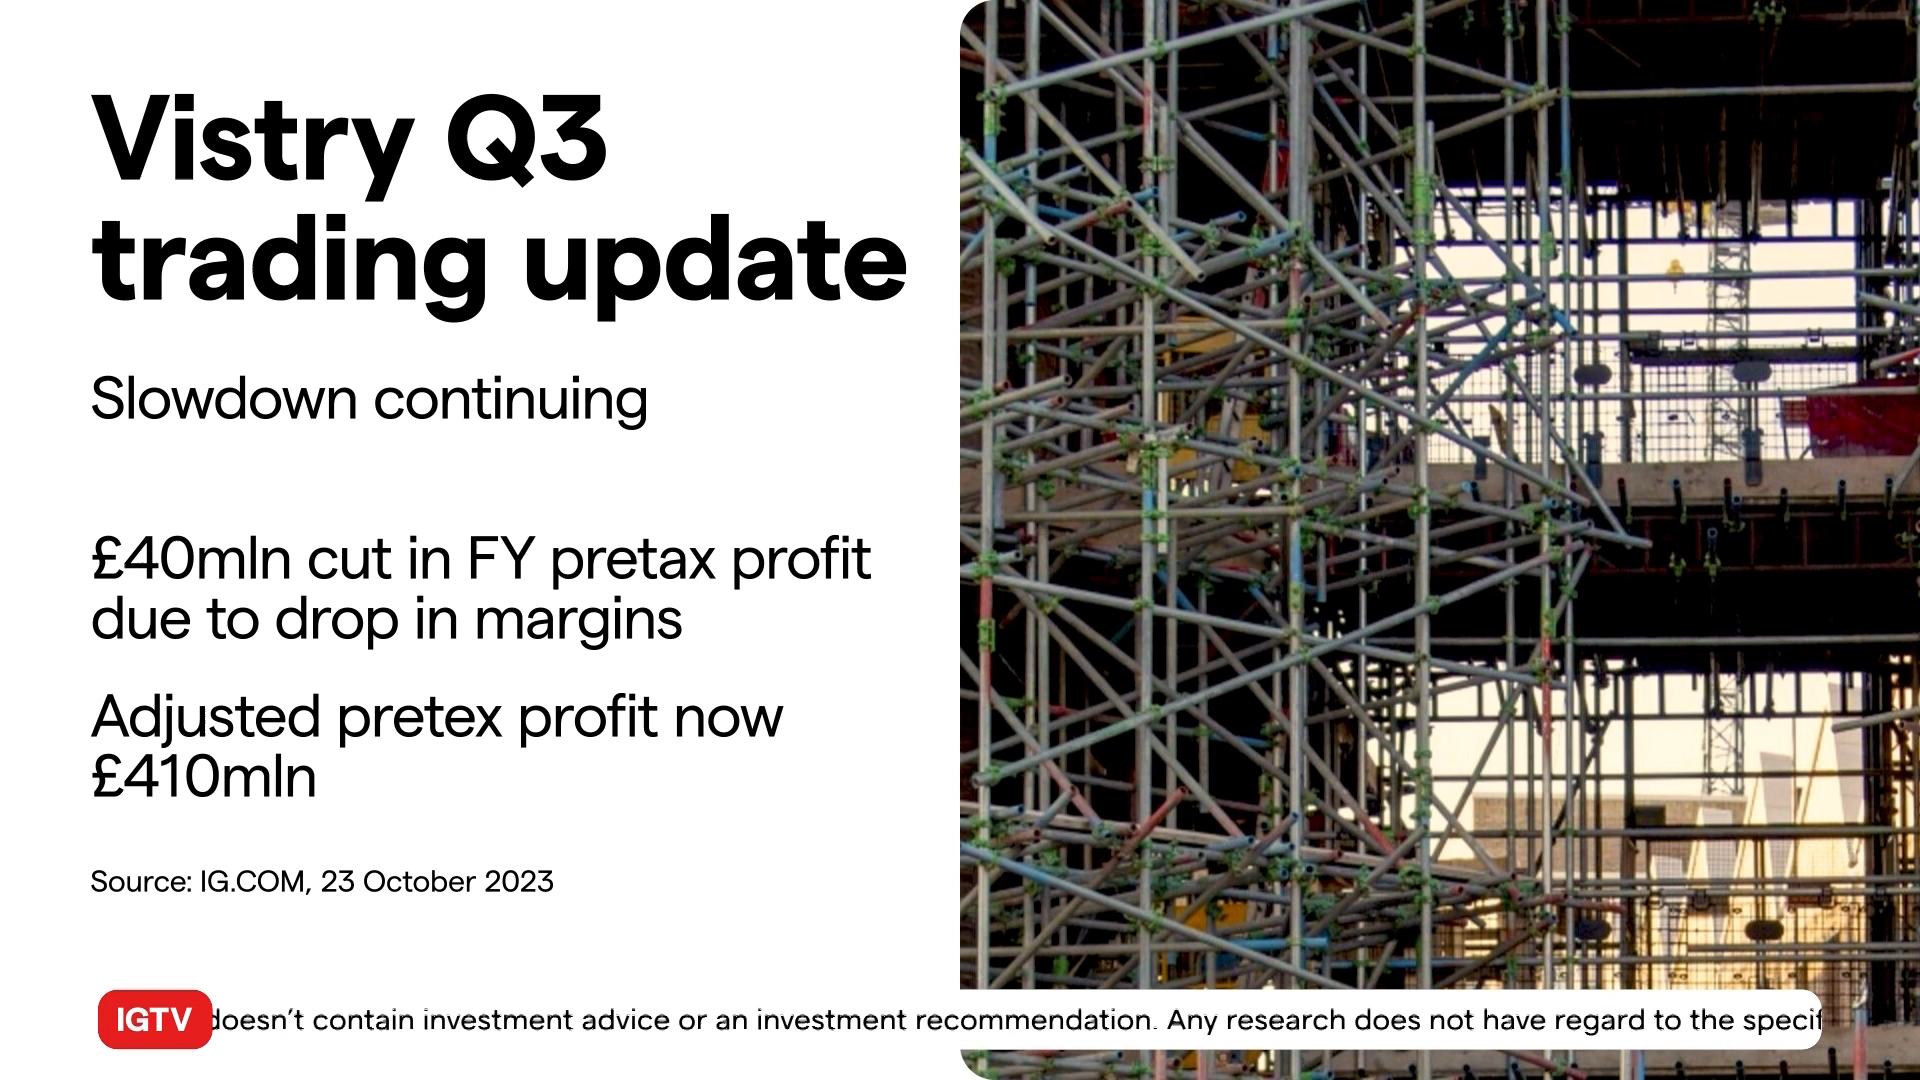 Vistry Q3
trading update
Slowdown continuing
£40mln cut in FY pretax profit
due to drop in margins
Adjusted pretex profit now
£410mln
Source: IG.COM, 23 October 2023
IGTV doesn’t contain investment advice or an investment recommendation. Any research does not have regard to the specif